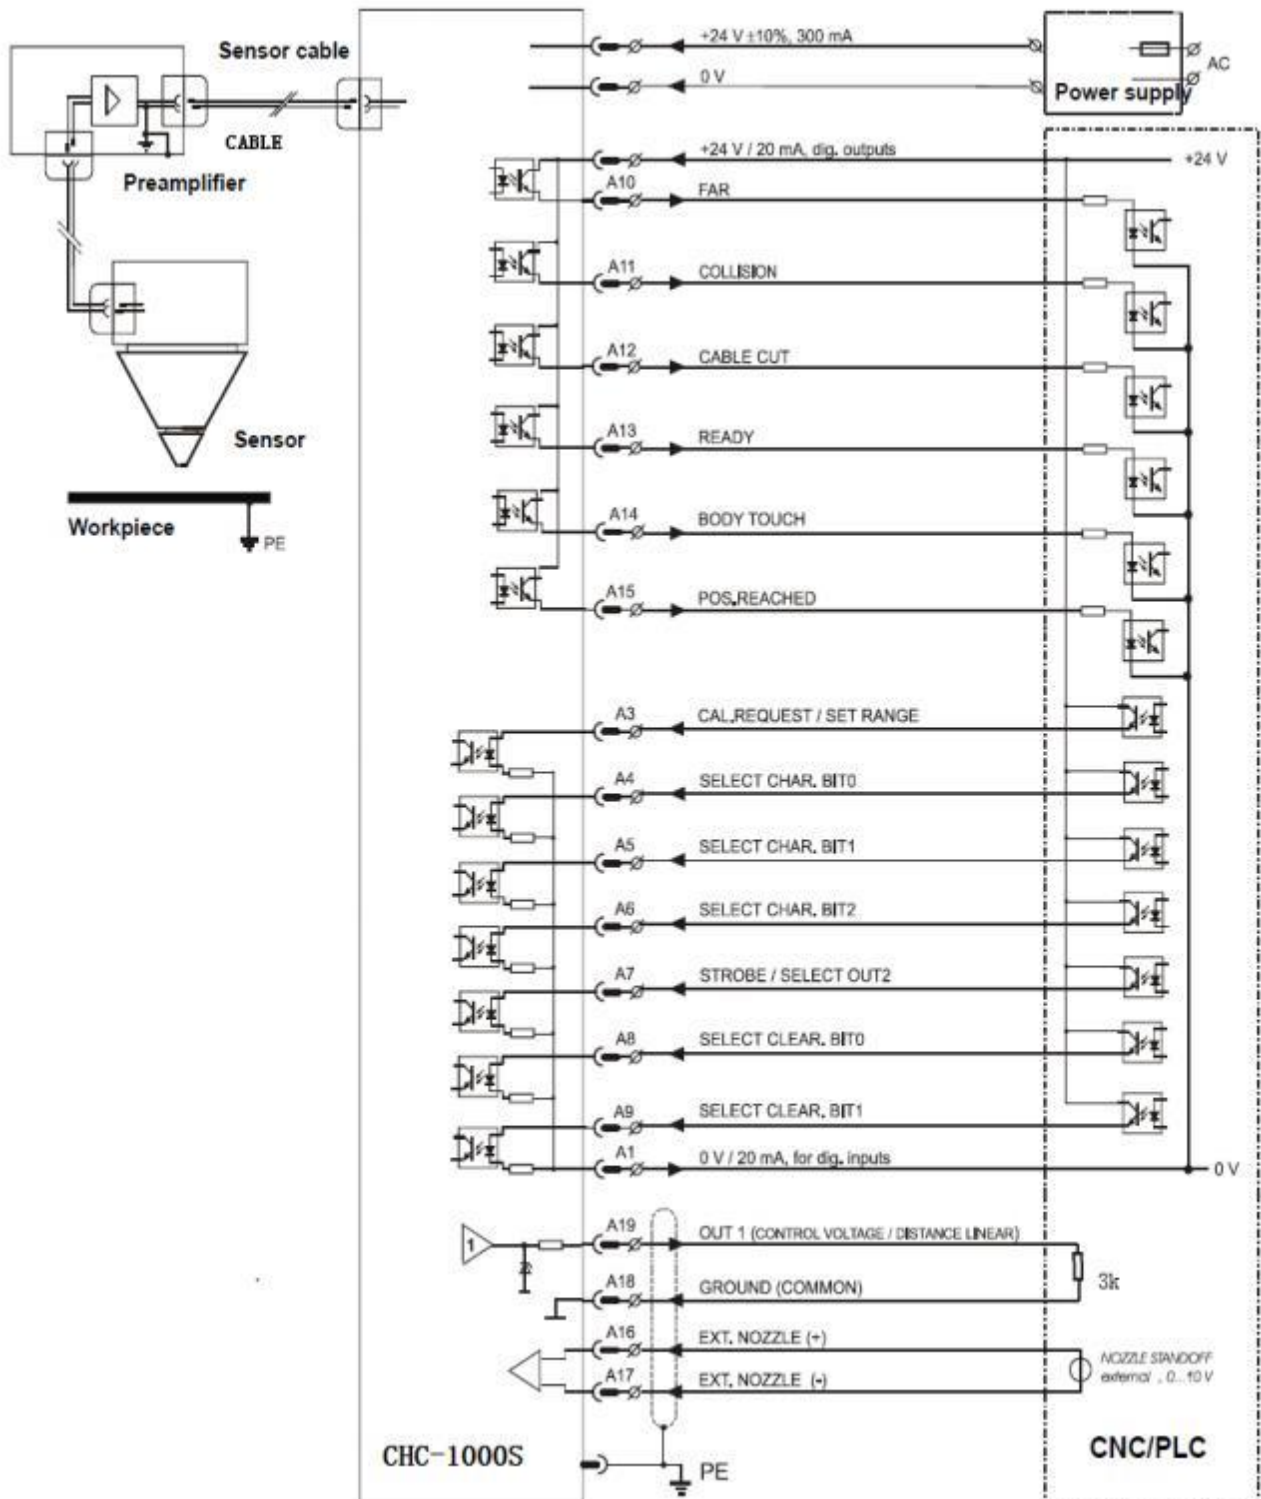 Sensor cable
CABLE
Preamplifier
Sensor
Workpiece
PE
+24 V ±10%, 300 mA
0 V
AC
Power supply
+24 V / 20 mA, dig. outputs
+24 V
A10
FAR
A11
COLLISION
A12
CABLE CUT
A13
READY
A14
BODY TOUCH
A15
POS.REACHED
A3
CAL.REQUEST / SET RANGE
A4
SELECT CHAR. BIT0
A5
SELECT CHAR. BIT1
A6
SELECT CHAR. BIT2
A7
STROBE / SELECT OUT2
A8
SELECT CLEAR. BIT0
A9
SELECT CLEAR. BIT1
A1
0 V / 20 mA, for dig. inputs
0 V
1
A19
OUT 1 (CONTROL VOLTAGE / DISTANCE LINEAR)
3k
A18
GROUND (COMMON)
A16
EXT. NOZZLE (+)
NOZZLE STANDOFF
external , 0...10 V
A17
EXT. NOZZLE (-)
CHC-1000S
PE
CNC/PLC